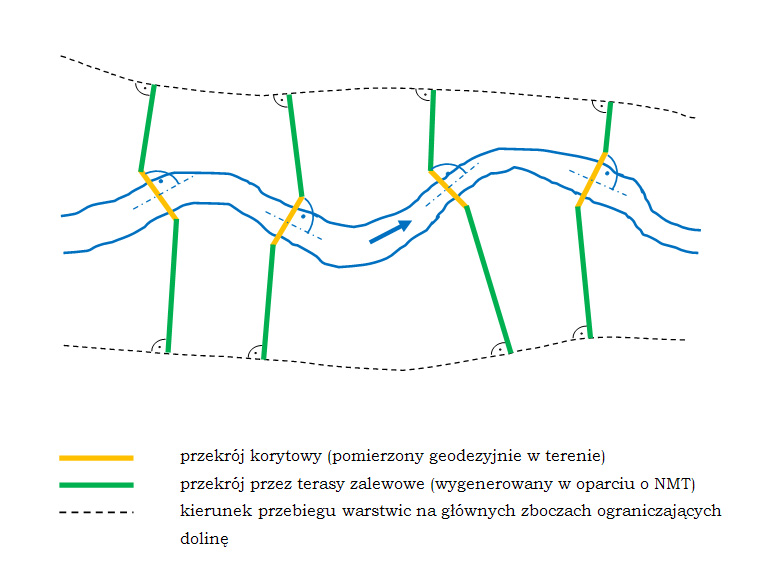 przekrój korytowy (pomierzony geodezyjnie w terenie)
przekrój przez terasy zalewowe (wygenerowany w oparciu o NMT)
kierunek przebiegu warstwic na głównych zboczach ograniczających
dolinę